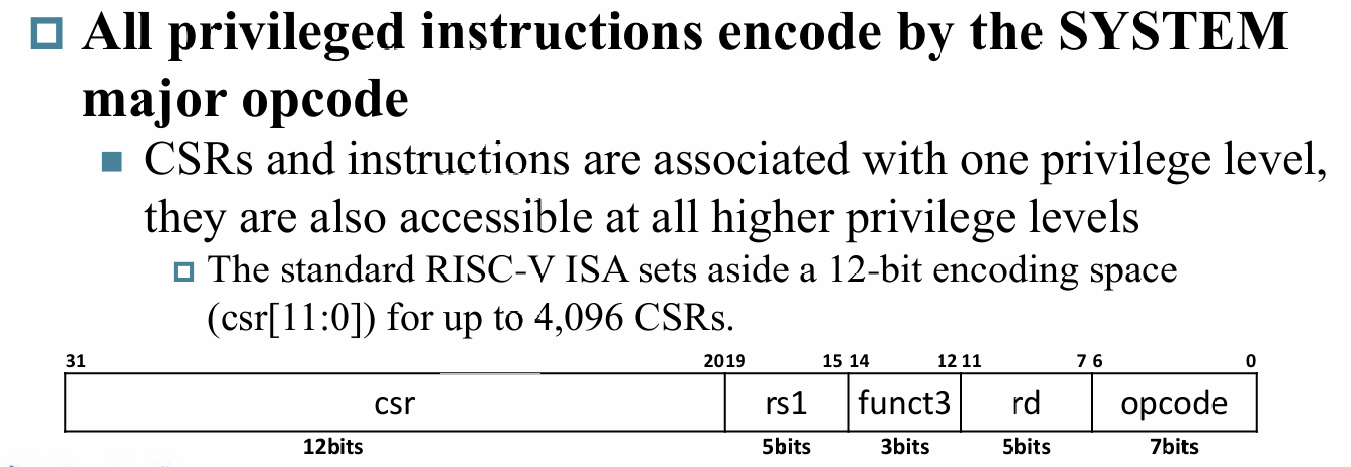 All privileged instructions encode by the SYSTEM
major opcode
CSRs and instructions are associated with one privilege level,
they are also accessible at all higher privilege levels
The standard RISC-V ISA sets aside a 12-bit encoding space
(csr[11:0]) for up to 4,096 CSRs.
31 20 19 15 14 12 11 7 6 0
csr rs1 funct3 rd opcode
12bits 5bits 3bits 5bits 7bits